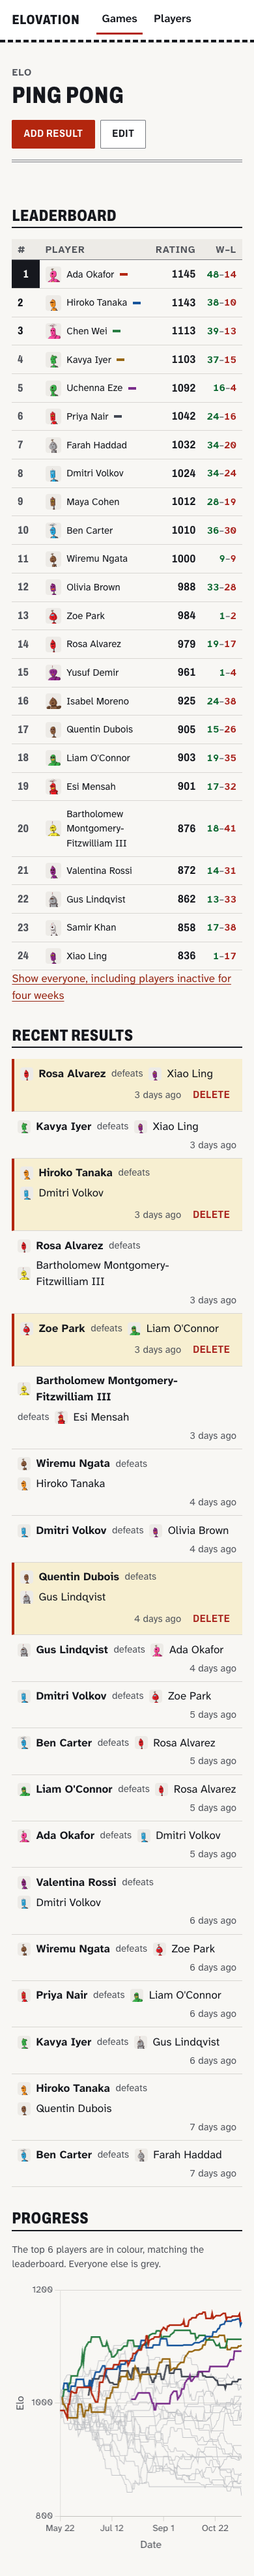 ELOVATION Games Players
ELO
PING PONG
ADD RESULT EDIT
LEADERBOARD
# PLAYER RATING W–L
1 Ada Okafor 1145 48–14
2 Hiroko Tanaka 1143 38–10
3 Chen Wei 1113 39–13
4 Kavya Iyer 1103 37–15
5 Uchenna Eze 1092 16–4
6 Priya Nair 1042 24–16
7 Farah Haddad 1032 34–20
8 Dmitri Volkov 1024 34–24
9 Maya Cohen 1012 28–19
10 Ben Carter 1010 36–30
11 Wiremu Ngata 1000 9–9
12 Olivia Brown 988 33–28
13 Zoe Park 984 1–2
14 Rosa Alvarez 979 19–17
15 Yusuf Demir 961 1–4
16 Isabel Moreno 925 24–38
17 Quentin Dubois 905 15–26
18 Liam O'Connor 903 19–35
19 Esi Mensah 901 17–32
Bartholomew
20 Montgomery- 876 18–41
Fitzwilliam III
21 Valentina Rossi 872 14–31
22 Gus Lindqvist 862 13–33
23 Samir Khan 858 17–38
24 Xiao Ling 836 1–17
Show everyone, including players inactive for
four weeks
RECENT RESULTS
Rosa Alvarez defeats Xiao Ling
3 days ago DELETE
Kavya Iyer defeats Xiao Ling
3 days ago
Hiroko Tanaka defeats
Dmitri Volkov
3 days ago DELETE
Rosa Alvarez defeats
Bartholomew Montgomery-
Fitzwilliam III
3 days ago
Zoe Park defeats Liam O'Connor
3 days ago DELETE
Bartholomew Montgomery-
Fitzwilliam III
defeats Esi Mensah
3 days ago
Wiremu Ngata defeats
Hiroko Tanaka
4 days ago
Dmitri Volkov defeats Olivia Brown
4 days ago
Quentin Dubois defeats
Gus Lindqvist
4 days ago DELETE
Gus Lindqvist defeats Ada Okafor
4 days ago
Dmitri Volkov defeats Zoe Park
5 days ago
Ben Carter defeats Rosa Alvarez
5 days ago
Liam O'Connor defeats Rosa Alvarez
5 days ago
Ada Okafor defeats Dmitri Volkov
5 days ago
Valentina Rossi defeats
Dmitri Volkov
6 days ago
Wiremu Ngata defeats Zoe Park
6 days ago
Priya Nair defeats Liam O'Connor
6 days ago
Kavya Iyer defeats Gus Lindqvist
6 days ago
Hiroko Tanaka defeats
Quentin Dubois
7 days ago
Ben Carter defeats Farah Haddad
7 days ago
PROGRESS
The top 6 players are in colour, matching the
leaderboard. Everyone else is grey.
1200
1000
800
Elo
May 22 Jul 12 Sep 1 Oct 22
Date